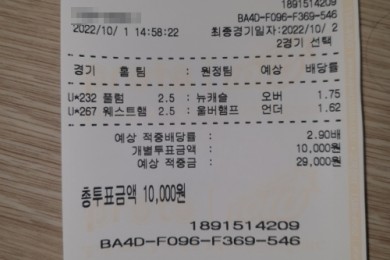 1891514209
BA4D-F096-F369-546
2022/10/ 1 14:58:22 최종경기일자:2022/10/ 2
2경기 선택
경기 홈 팀 : 원정팀 예상 배당률
U*232 풀럼 2.5 : 뉴캐슬 오버 1.75
U*267 웨스트햄 2.5 : 울버햄프 언더 1.62
예상 적중배당률 : 2.90배
개별투표금액 : 10,000원
예상 적중금 : 29,000원
총투표금액 10,000원
1891514209
BA4D-F096-F369-546